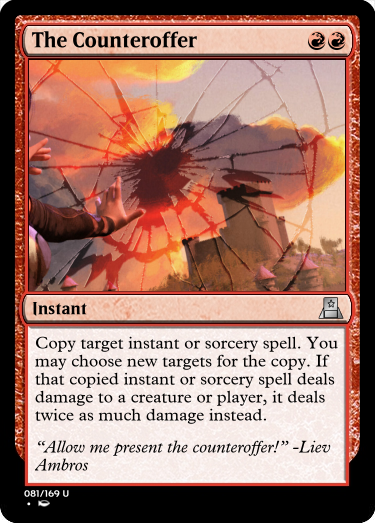 The Counteroffer
Instant
Copy target instant or sorcery spell. You
may choose new targets for the copy. If
that copied instant or sorcery spell deals
damage to a creature or player, it deals
twice as much damage instead.
“Allow me present the counteroffer!” -Liev
Ambros
081/169 U